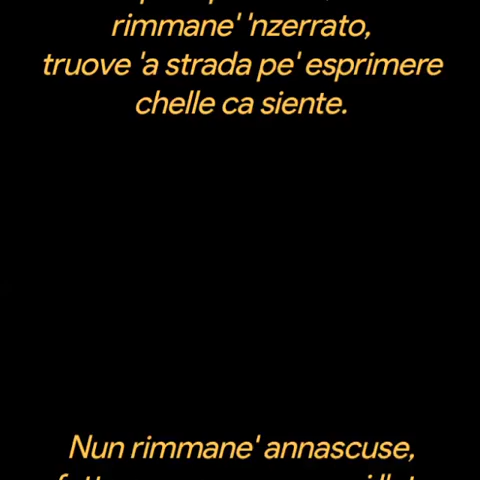 rimmane' 'nzerrato,
truove 'a strada pe' esprimere
chelle ca siente.
Nun rimmane' annascuse,